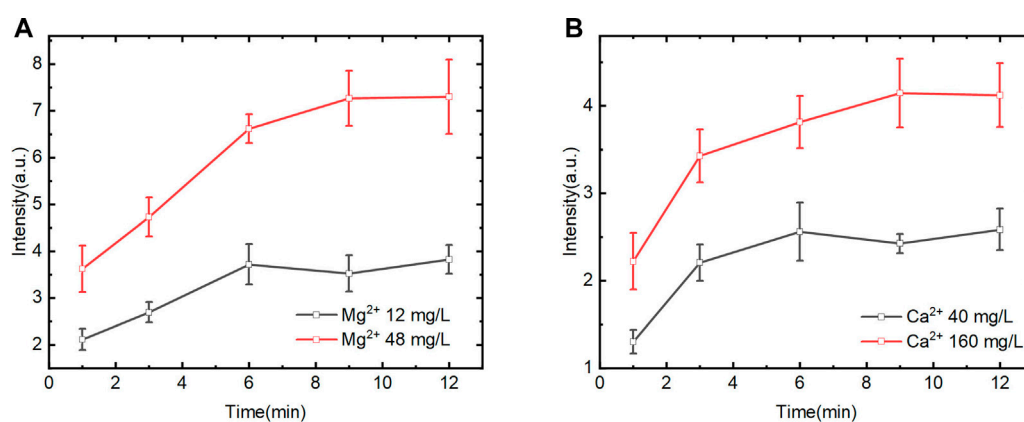 A
8
7
6
5
4
3
2
Intensity(a.u.)
Mg²⁺ 12 mg/L
Mg²⁺ 48 mg/L
0 2 4 6 8 10 12
Time(min)
B
4
3
2
1
Intensity(a.u.)
Ca²⁺ 40 mg/L
Ca²⁺ 160 mg/L
0 2 4 6 8 10 12
Time(min)